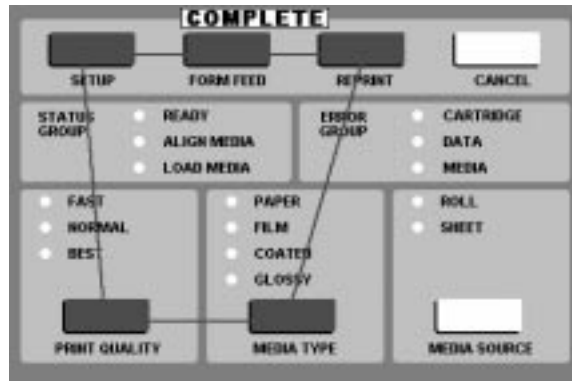 COMPLETE
SETUP FORM FEED REPRINT CANCEL
STATUS GROUP
READY
ALIGN MEDIA
LOAD MEDIA
ERROR GROUP
CARTRIDGE
DATA
MEDIA
FAST
NORMAL
BEST
PAPER
FILM
COATED
GLOSSY
ROLL
SHEET
PRINT QUALITY MEDIA TYPE MEDIA SOURCE